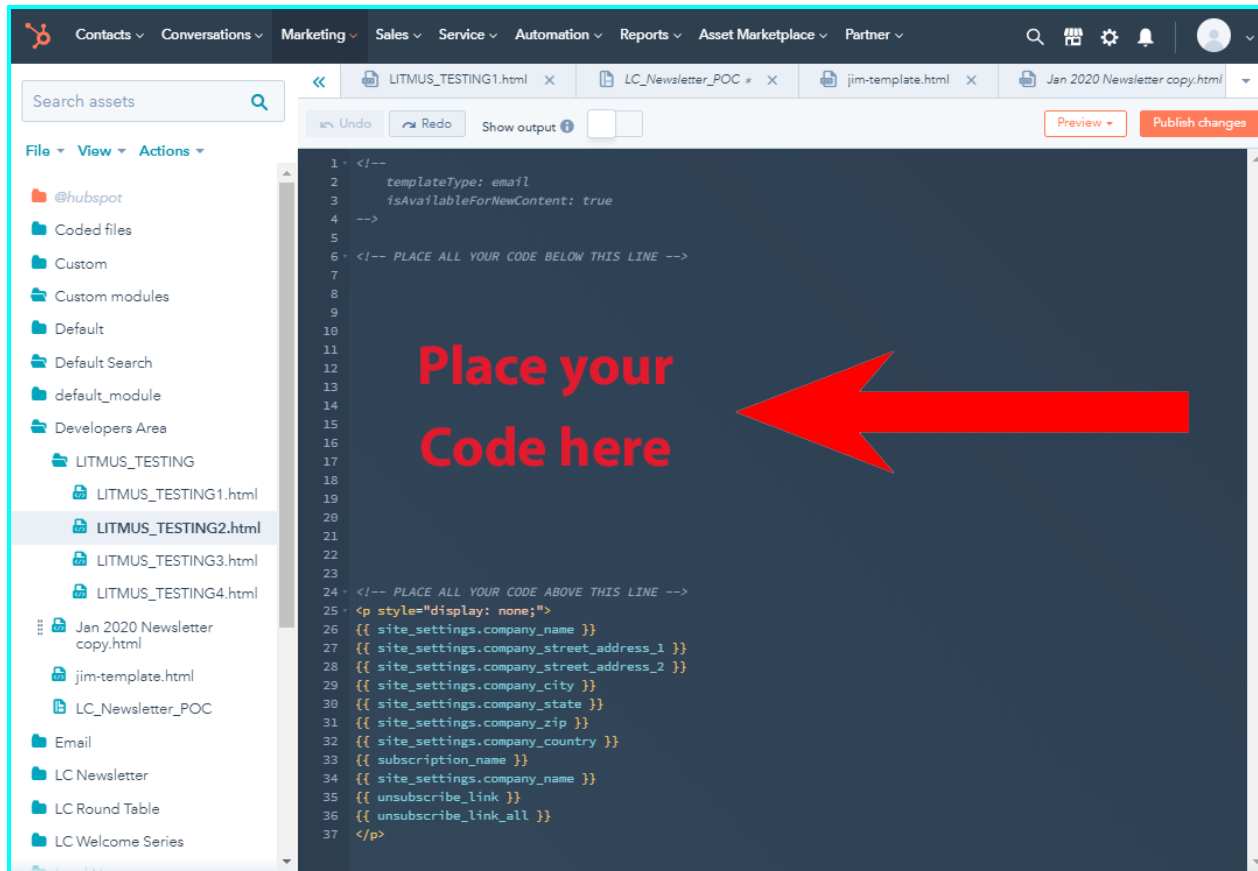 Contacts Conversations Marketing Sales Service Automation Reports Asset Marketplace Partner
Search assets
File View Actions
@hubspot
Coded files
Custom
Custom modules
Default
Default Search
default_module
Developers Area
LITMUS_TESTING
LITMUS_TESTING1.html
LITMUS_TESTING2.html
LITMUS_TESTING3.html
LITMUS_TESTING4.html
Jan 2020 Newsletter
copy.html
jim-template.html
LC_Newsletter_POC
Email
LC Newsletter
LC Round Table
LC Welcome Series
LITMUS_TESTING1.html LC_Newsletter_POC * jim-template.html Jan 2020 Newsletter copy.html
Undo Redo Show output Preview Publish changes
1 <!--
2 templateType: email
3 isAvailableForNewContent: true
4 -->
5
6 <!-- PLACE ALL YOUR CODE BELOW THIS LINE -->
7
8
9
10
11
12
13
14
15
16
17
18
19
20
21
22
23
Place your
Code here
24 <!-- PLACE ALL YOUR CODE ABOVE THIS LINE -->
25 <p style="display: none;">
26 {{ site_settings.company_name }}
27 {{ site_settings.company_street_address_1 }}
28 {{ site_settings.company_street_address_2 }}
29 {{ site_settings.company_city }}
30 {{ site_settings.company_state }}
31 {{ site_settings.company_zip }}
32 {{ site_settings.company_country }}
33 {{ subscription_name }}
34 {{ site_settings.company_name }}
35 {{ unsubscribe_link }}
36 {{ unsubscribe_link_all }}
37 </p>